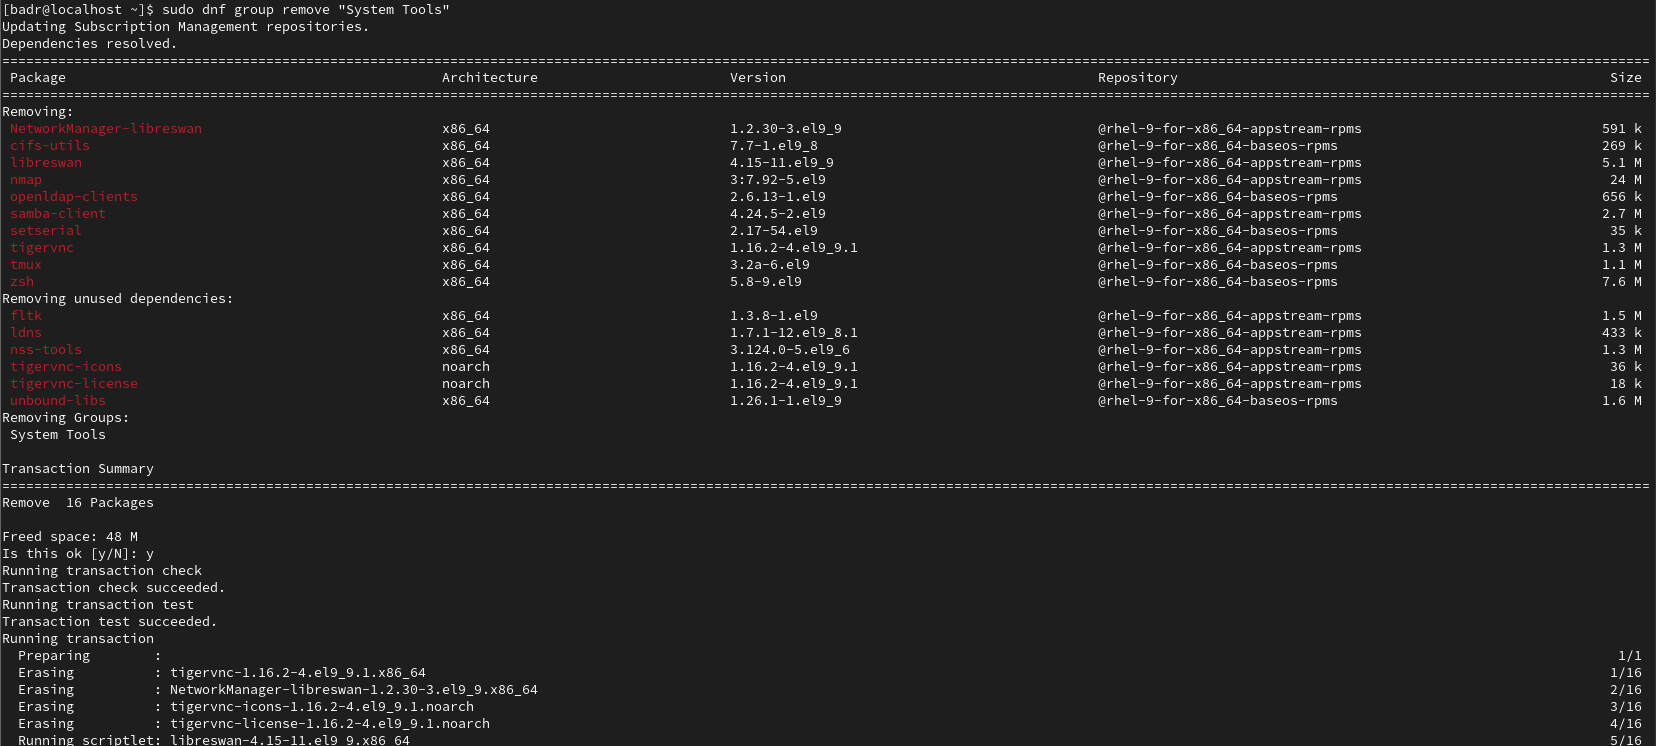 [badr@localhost ~]$ sudo dnf group remove "System Tools"
Updating Subscription Management repositories.
Dependencies resolved.
================================================================================
Package Architecture Version Repository Size
================================================================================
Removing:
NetworkManager-libreswan x86_64 1.2.30-3.el9_9 @rhel-9-for-x86_64-appstream-rpms 591 k
cifs-utils x86_64 7.7-1.el9_8 @rhel-9-for-x86_64-baseos-rpms 269 k
libreswan x86_64 4.15-11.el9_9 @rhel-9-for-x86_64-appstream-rpms 5.1 M
nmap x86_64 3:7.92-5.el9 @rhel-9-for-x86_64-appstream-rpms 24 M
openldap-clients x86_64 2.6.13-1.el9 @rhel-9-for-x86_64-baseos-rpms 656 k
samba-client x86_64 4.24.5-2.el9 @rhel-9-for-x86_64-appstream-rpms 2.7 M
setserial x86_64 2.17-54.el9 @rhel-9-for-x86_64-baseos-rpms 35 k
tigervnc x86_64 1.16.2-4.el9_9.1 @rhel-9-for-x86_64-appstream-rpms 1.3 M
tmux x86_64 3.2a-6.el9 @rhel-9-for-x86_64-baseos-rpms 1.1 M
zsh x86_64 5.8-9.el9 @rhel-9-for-x86_64-baseos-rpms 7.6 M
Removing unused dependencies:
fltk x86_64 1.3.8-1.el9 @rhel-9-for-x86_64-appstream-rpms 1.5 M
ldns x86_64 1.7.1-12.el9_8.1 @rhel-9-for-x86_64-appstream-rpms 433 k
nss-tools x86_64 3.124.0-5.el9_6 @rhel-9-for-x86_64-appstream-rpms 1.3 M
tigervnc-icons noarch 1.16.2-4.el9_9.1 @rhel-9-for-x86_64-appstream-rpms 36 k
tigervnc-license noarch 1.16.2-4.el9_9.1 @rhel-9-for-x86_64-appstream-rpms 18 k
unbound-libs x86_64 1.26.1-1.el9_9 @rhel-9-for-x86_64-baseos-rpms 1.6 M
Removing Groups:
System Tools
Transaction Summary
================================================================================
Remove  16 Packages
Freed space: 48 M
Is this ok [y/N]: y
Running transaction check
Transaction check succeeded.
Running transaction test
Transaction test succeeded.
Running transaction
Preparing : 1/1
Erasing : tigervnc-1.16.2-4.el9_9.1.x86_64 1/16
Erasing : NetworkManager-libreswan-1.2.30-3.el9_9.x86_64 2/16
Erasing : tigervnc-icons-1.16.2-4.el9_9.1.noarch 3/16
Erasing : tigervnc-license-1.16.2-4.el9_9.1.noarch 4/16
Running scriptlet: libreswan-4.15-11.el9_9.x86_64 5/16